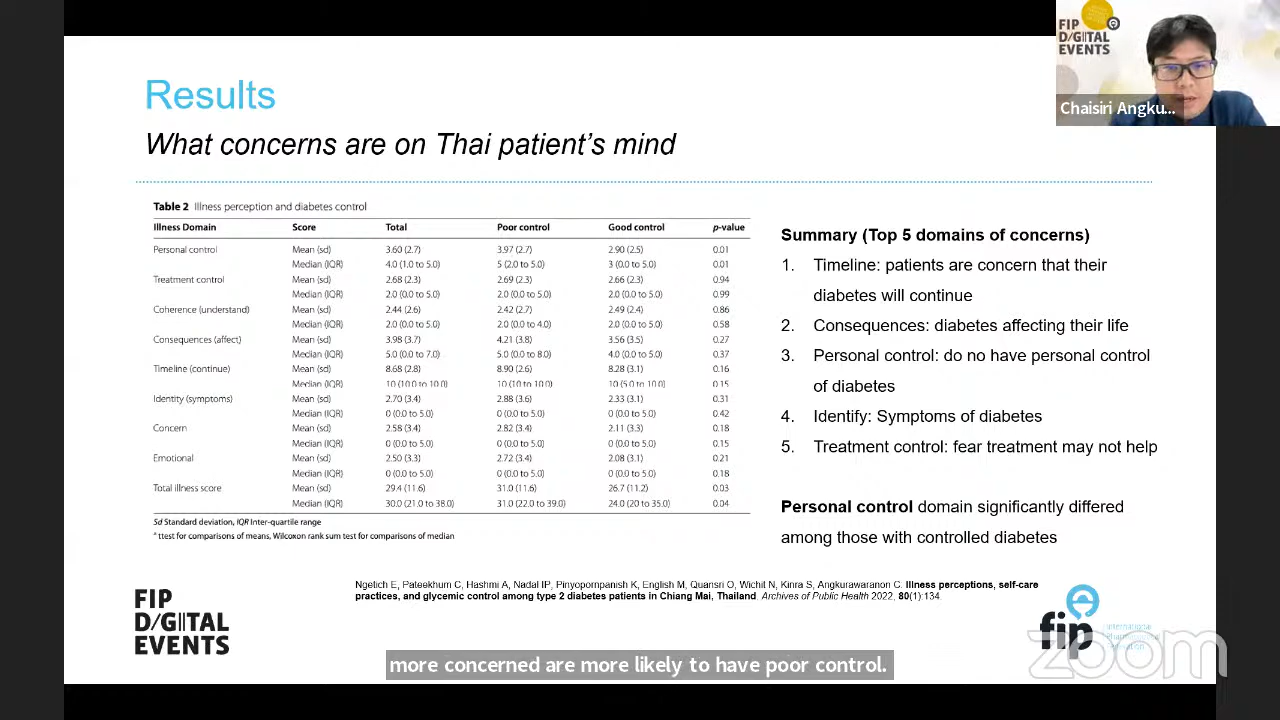 FIP
D/G/TAL
EVENTS
Chaisiri Angku...
Results
What concerns are on Thai patient's mind
Table 2 Illness perception and diabetes control
Illness Domain Score Total Poor control Good control p-value
Personal control Mean (sd) 3.60 (2.7) 3.97 (2.7) 2.90 (2.5) 0.01
Median (IQR) 4.0 (1.0 to 5.0) 5 (2.0 to 5.0) 3 (0.0 to 5.0) 0.01
Treatment control Mean (sd) 2.68 (2.3) 2.69 (2.3) 2.66 (2.3) 0.94
Median (IQR) 2.0 (0.0 to 5.0) 2.0 (0.0 to 5.0) 2.0 (0.0 to 5.0) 0.99
Coherence (understand) Mean (sd) 2.44 (2.6) 2.42 (2.7) 2.49 (2.4) 0.86
Median (IQR) 2.0 (0.0 to 5.0) 2.0 (0.0 to 4.0) 2.0 (0.0 to 5.0) 0.58
Consequences (affect) Mean (sd) 3.98 (3.7) 4.21 (3.8) 3.56 (3.5) 0.27
Median (IQR) 5.0 (0.0 to 7.0) 5.0 (0.0 to 8.0) 4.0 (0.0 to 5.0) 0.37
Timeline (continue) Mean (sd) 8.68 (2.8) 8.90 (2.6) 8.28 (3.1) 0.16
Median (IQR) 10 (10.0 to 10.0) 10 (10 to 10.0) 10 (5.0 to 10.0) 0.15
Identity (symptoms) Mean (sd) 2.70 (3.4) 2.88 (3.6) 2.33 (3.1) 0.31
Median (IQR) 0 (0.0 to 5.0) 0 (0.0 to 5.0) 0 (0.0 to 5.0) 0.42
Concern Mean (sd) 2.58 (3.4) 2.82 (3.4) 2.11 (3.3) 0.18
Median (IQR) 0 (0.0 to 5.0) 0 (0.0 to 5.0) 0 (0.0 to 5.0) 0.15
Emotional Mean (sd) 2.50 (3.3) 2.72 (3.4) 2.08 (3.1) 0.21
Median (IQR) 0 (0.0 to 5.0) 0 (0.0 to 5.0) 0 (0.0 to 5.0) 0.18
Total illness score Mean (sd) 29.4 (11.6) 31.0 (11.6) 26.7 (11.2) 0.03
Median (IQR) 30.0 (21.0 to 38.0) 31.0 (22.0 to 39.0) 24.0 (20 to 35.0) 0.04
Sd Standard deviation, IQR Inter-quartile range
a ttest for comparisons of means, Wilcoxon rank sum test for comparisons of median
Summary (Top 5 domains of concerns)
1. Timeline: patients are concern that their
diabetes will continue
2. Consequences: diabetes affecting their life
3. Personal control: do no have personal control
of diabetes
4. Identify: Symptoms of diabetes
5. Treatment control: fear treatment may not help
Personal control domain significantly differed
among those with controlled diabetes
Ngetich E, Pateekhum C, Hashmi A, Nadal IP, Pinyopornpanish K, English M, Quansri O, Wichit N, Kinra S, Angkurawaranon C. Illness perceptions, self-care
practices, and glycemic control among type 2 diabetes patients in Chiang Mai, Thailand. Archives of Public Health 2022, 80(1):134.
FIP
D/G/TAL
EVENTS
fip
International
Pharmaceutical
Federation
zoom
more concerned are more likely to have poor control.